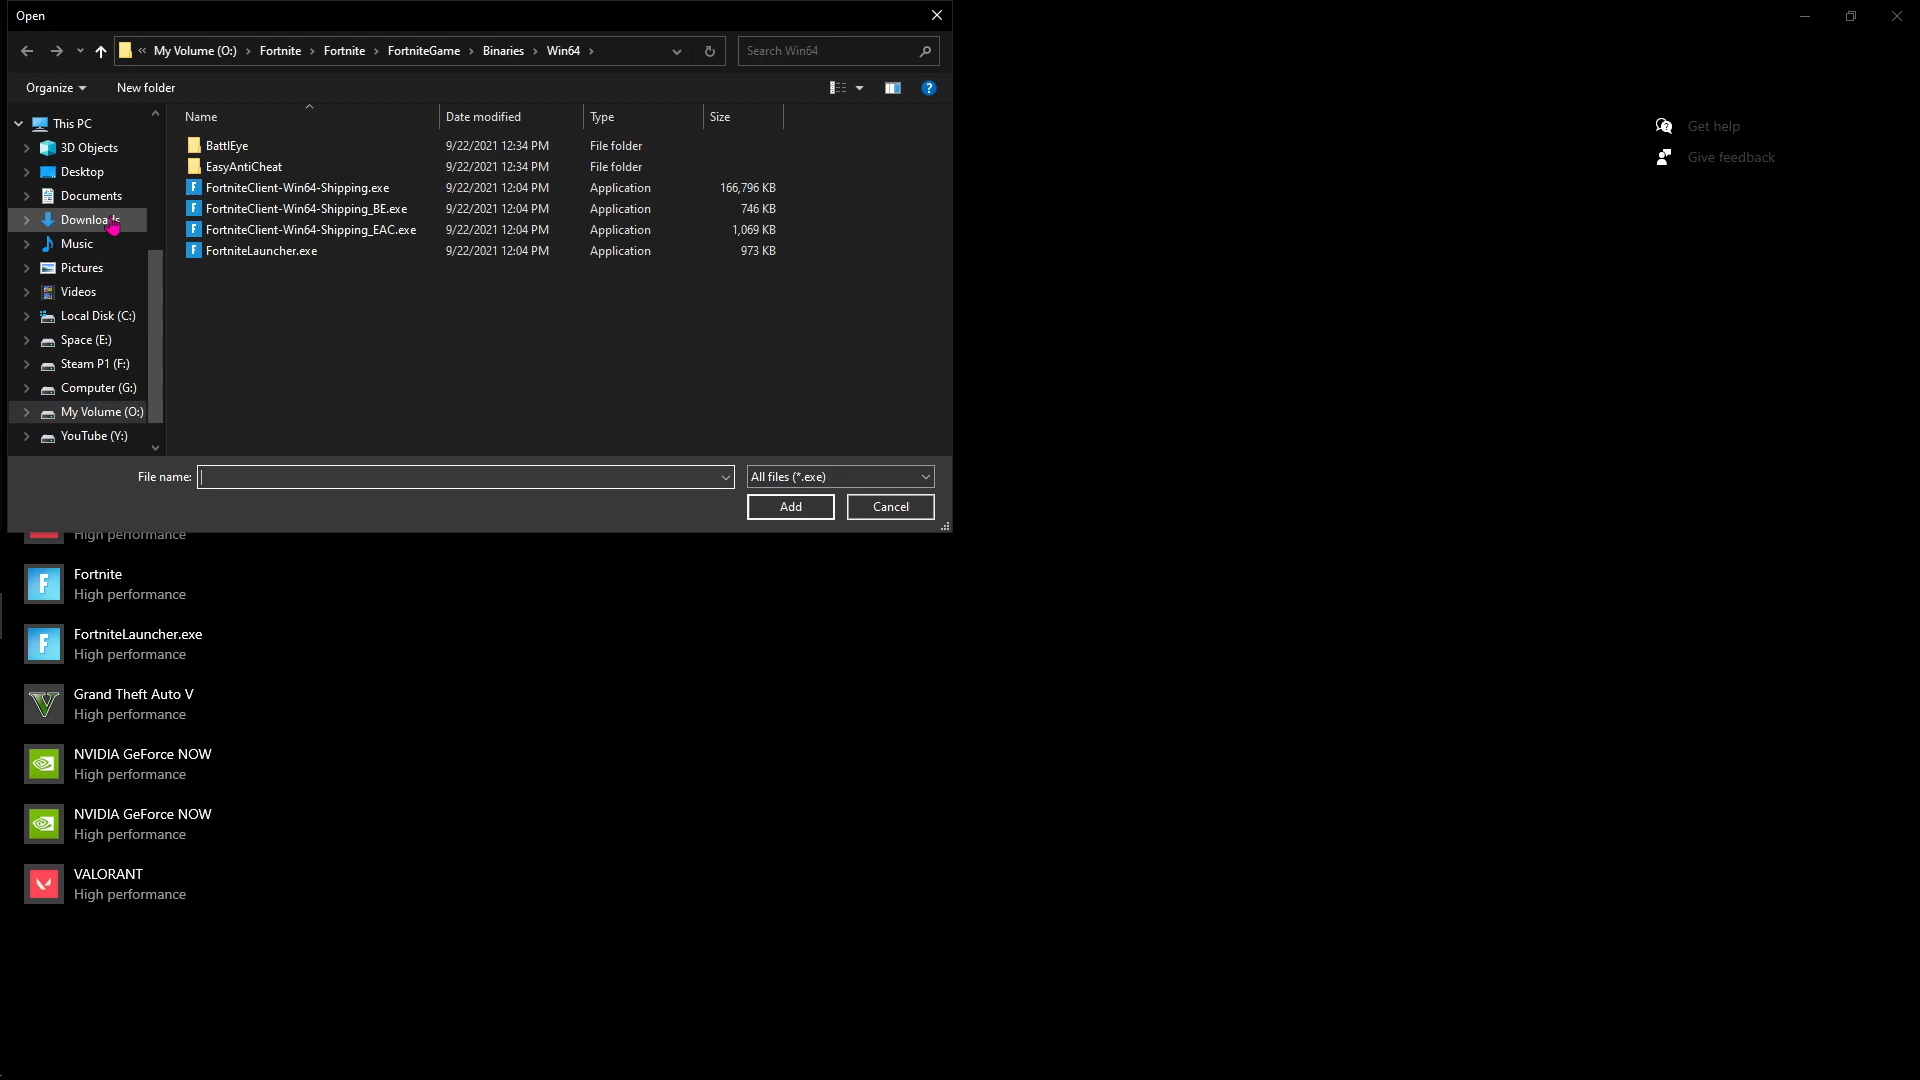 Open
« My Volume (O:) › Fortnite › Fortnite › FortniteGame › Binaries › Win64 ›
Search Win64
Organize
New folder
This PC
3D Objects
Desktop
Documents
Downloads
Music
Pictures
Videos
Local Disk (C:)
Space (E:)
Steam P1 (F:)
Computer (G:)
My Volume (O:)
YouTube (Y:)
Name Date modified Type Size
BattlEye 9/22/2021 12:34 PM File folder
EasyAntiCheat 9/22/2021 12:34 PM File folder
FortniteClient-Win64-Shipping.exe 9/22/2021 12:04 PM Application 166,796 KB
FortniteClient-Win64-Shipping_BE.exe 9/22/2021 12:04 PM Application 746 KB
FortniteClient-Win64-Shipping_EAC.exe 9/22/2021 12:04 PM Application 1,069 KB
FortniteLauncher.exe 9/22/2021 12:04 PM Application 973 KB
File name:
All files (*.exe)
Add
Cancel
Get help
Give feedback
High performance
Fortnite
High performance
FortniteLauncher.exe
High performance
Grand Theft Auto V
High performance
NVIDIA GeForce NOW
High performance
NVIDIA GeForce NOW
High performance
VALORANT
High performance